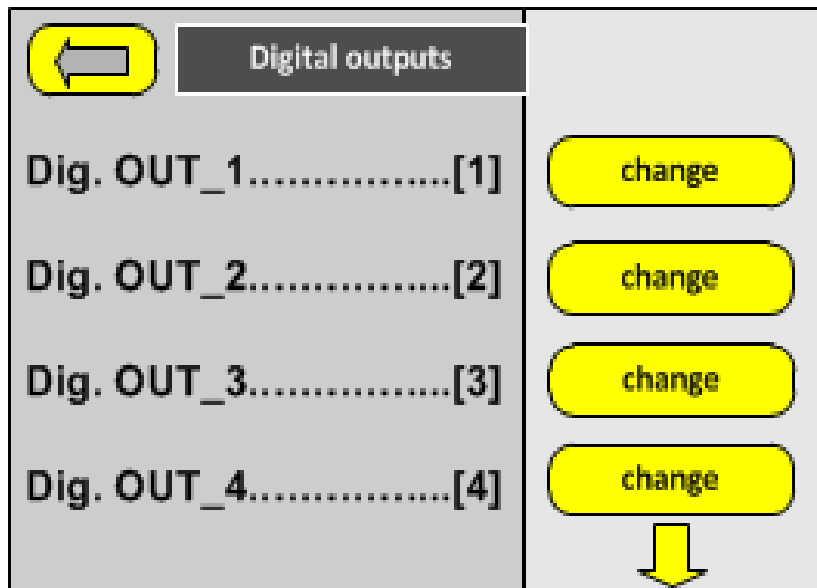 Digital outputs
Dig. OUT_1................[1] change
Dig. OUT_2................[2] change
Dig. OUT_3................[3] change
Dig. OUT_4................[4] change